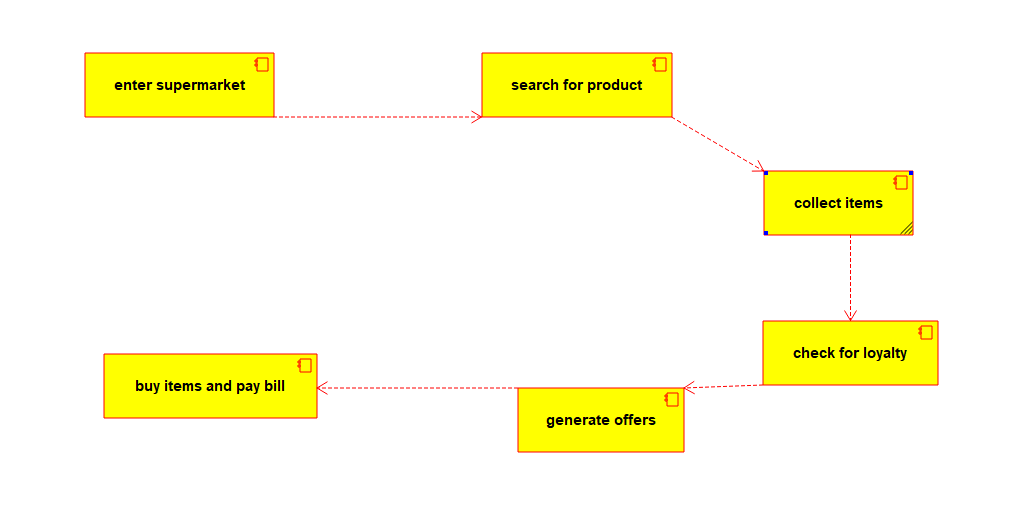 enter supermarket
search for product
collect items
check for loyalty
buy items and pay bill
generate offers